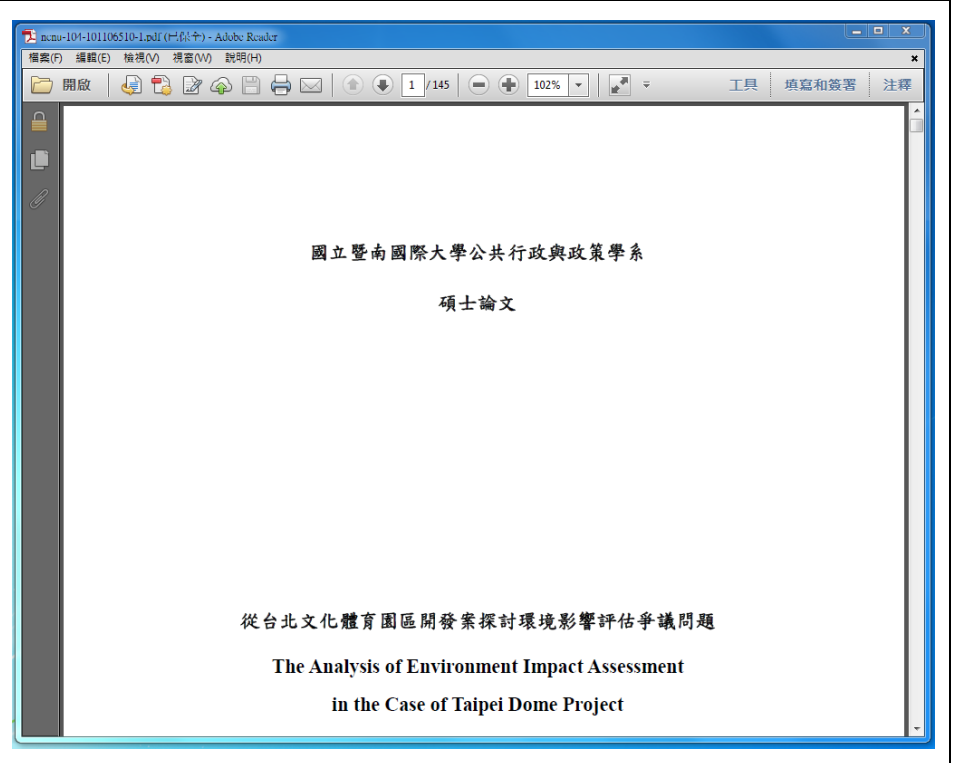 ncnu-104-101106510-1.pdf (已保全) - Adobe Reader
檔案(F) 編輯(E) 檢視(V) 視窗(W) 說明(H)
開啟 1 / 145 102% 工具 填寫和簽署 注釋
國立暨南國際大學公共行政與政策學系
碩士論文
從台北文化體育園區開發案探討環境影響評估爭議問題
The Analysis of Environment Impact Assessment
in the Case of Taipei Dome Project